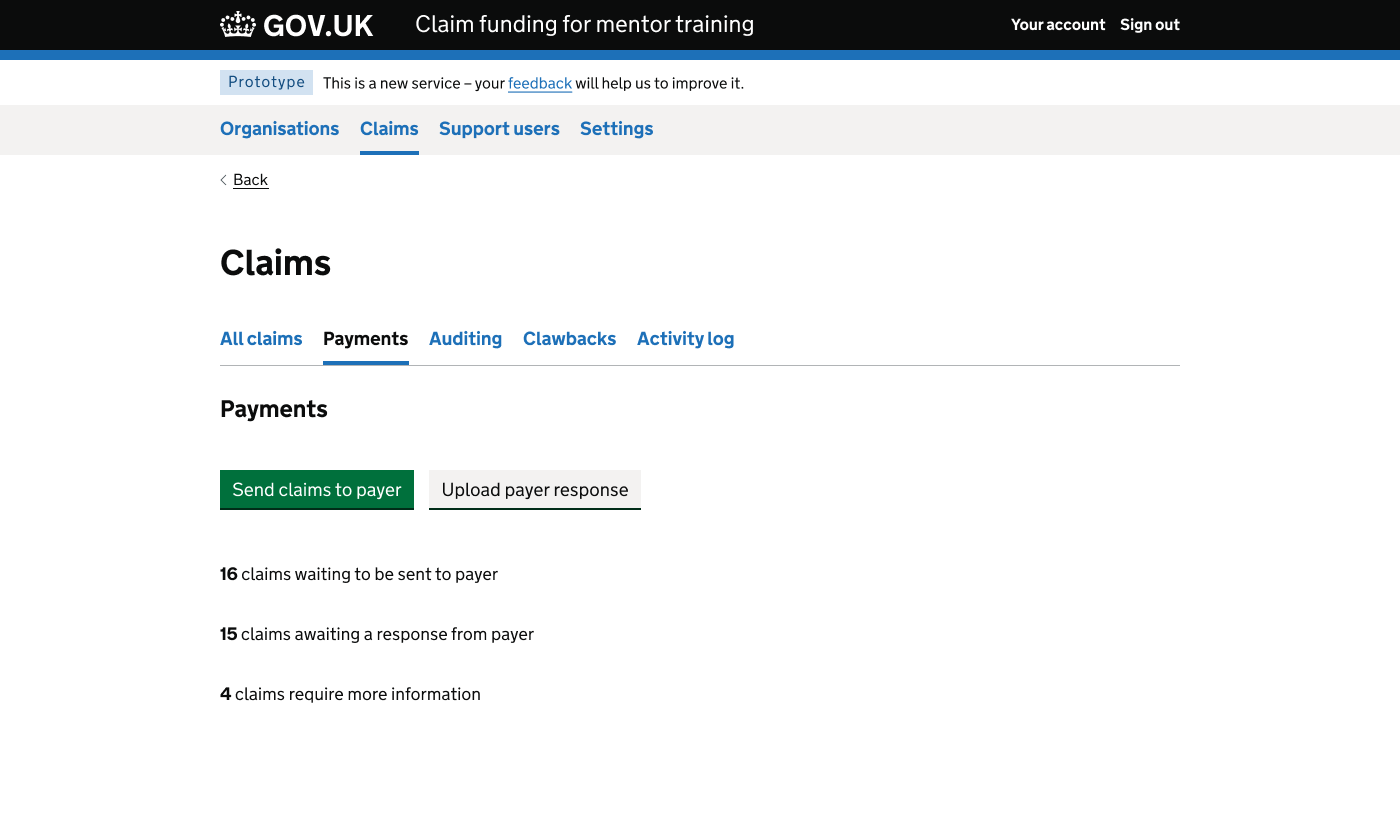 GOV.UK Claim funding for mentor training Your account Sign out
Prototype This is a new service – your feedback will help us to improve it.
Organisations Claims Support users Settings
Back
Claims
All claims Payments Auditing Clawbacks Activity log
Payments
Send claims to payer Upload payer response
16 claims waiting to be sent to payer
15 claims awaiting a response from payer
4 claims require more information